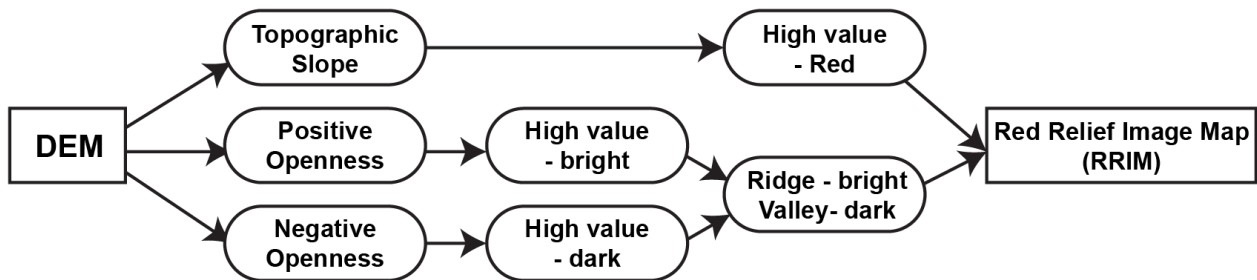 DEM
Topographic
Slope
High value
- Red
Positive
Openness
High value
- bright
Negative
Openness
High value
- dark
Ridge - bright
Valley- dark
Red Relief Image Map
(RRIM)